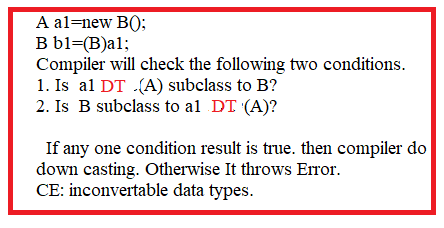 A a1=new B();
B b1=(B)a1;
Compiler will check the following two conditions.
1. Is a1 DT .(A) subclass to B?
2. Is B subclass to a1 DT '(A)?
If any one condition result is true. then compiler do
down casting. Otherwise It throws Error.
CE: inconvertable data types.